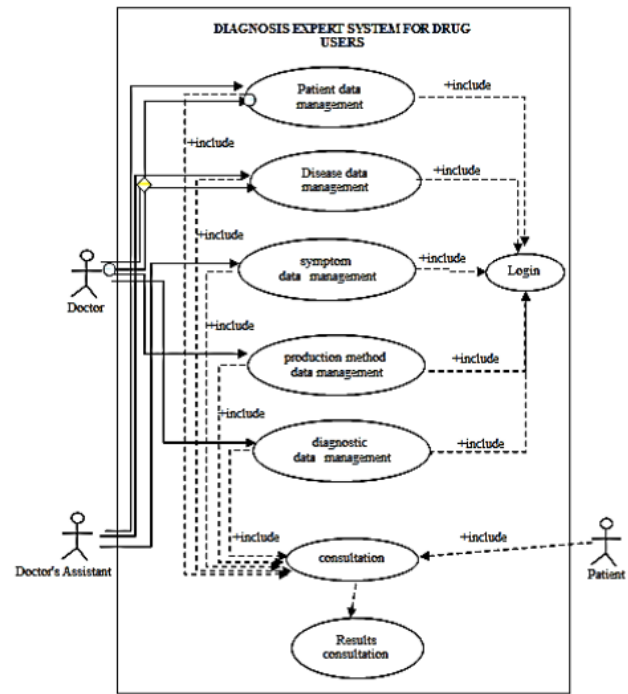 DIAGNOSIS EXPERT SYSTEM FOR DRUG
USERS
Patient data
management
+include
+include
Disease data
management
+include
+include
symptom
data management
+include
Login
Doctor
+include
production method
data management
+include
+include
diagnostic
data management
+include
+include
consultation
+include
Doctor's Assistant
Patient
Results
consultation